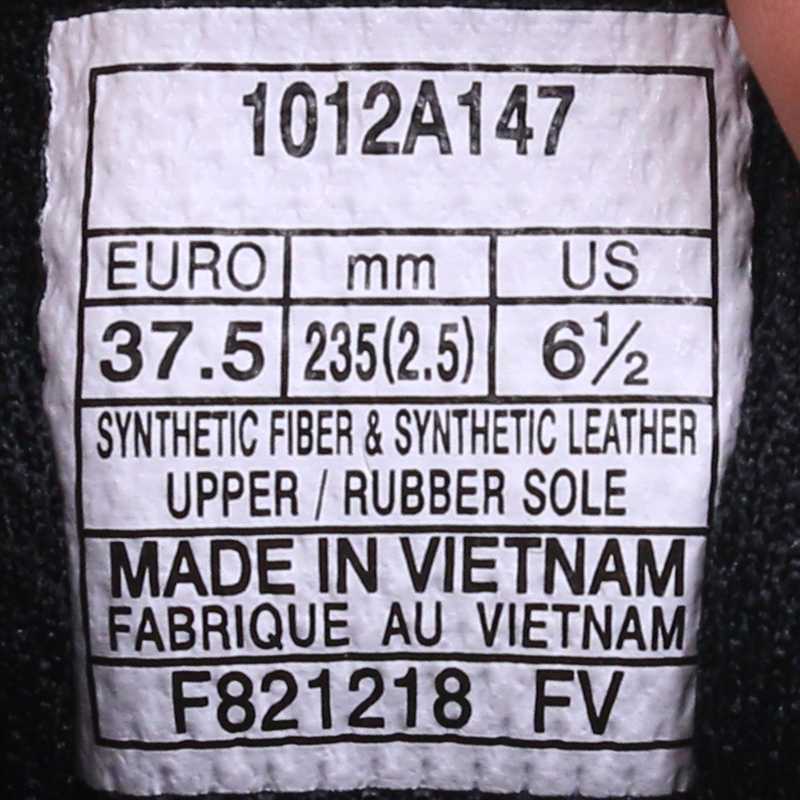 1012A147
EURO mm US
37.5 235(2.5) 6½
SYNTHETIC FIBER & SYNTHETIC LEATHER
UPPER / RUBBER SOLE
MADE IN VIETNAM
FABRIQUE AU VIETNAM
F821218 FV